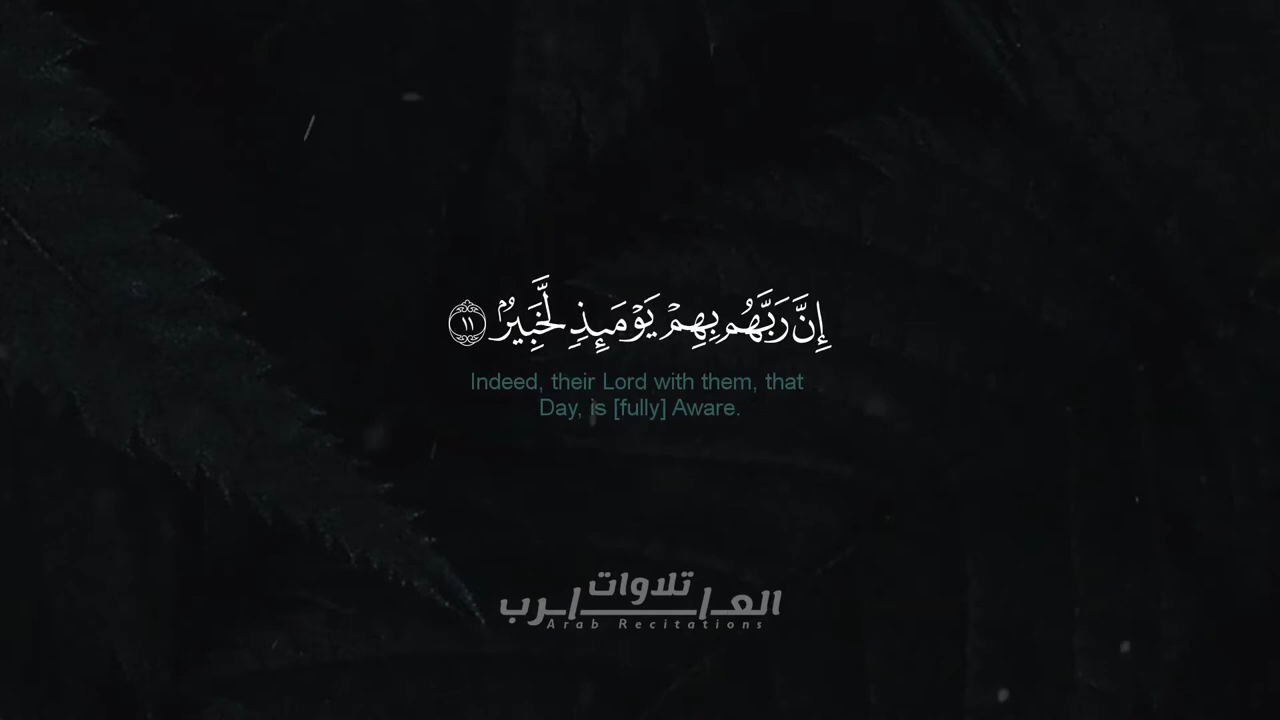 إِنَّ رَبَّهُم بِهِمْ يَوْمَئِذٍ لَّخَبِيرٌۢ ۝١١
Indeed, their Lord with them, that
Day, is [fully] Aware.
تلاوات
العرب
Arab Recitations